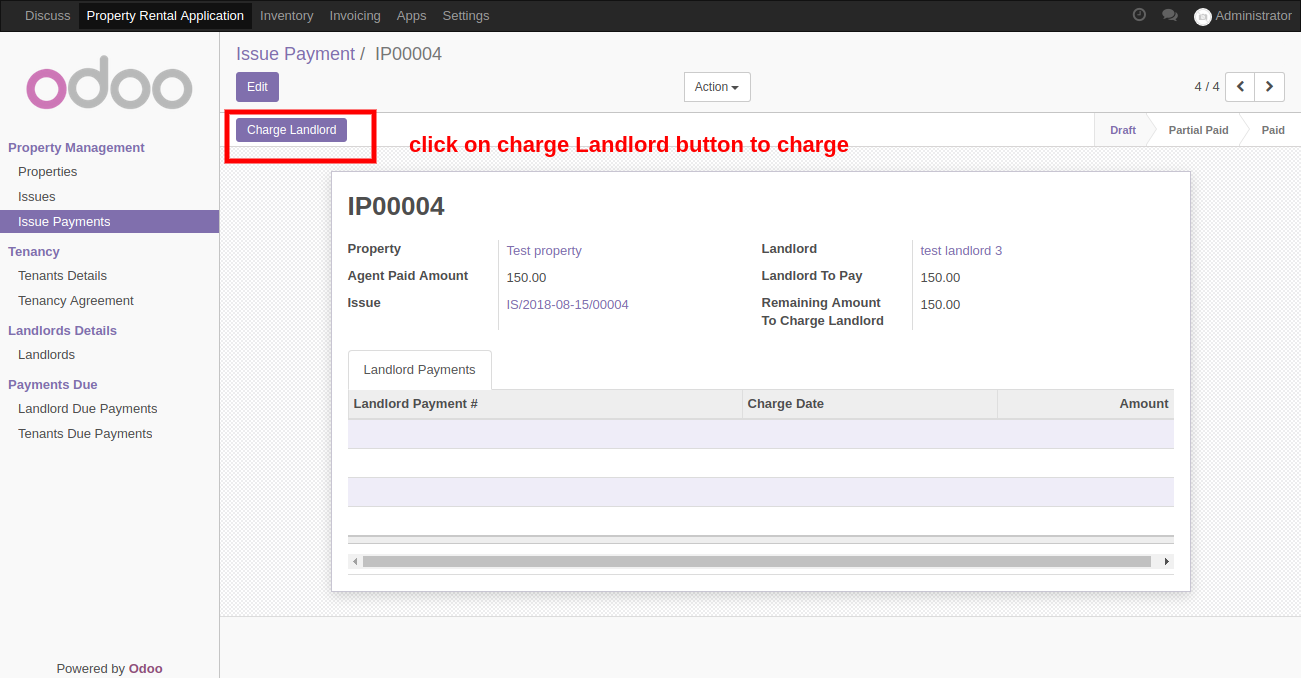 Discuss Property Rental Application Inventory Invoicing Apps Settings Administrator
odoo
Property Management
Properties
Issues
Issue Payments
Tenancy
Tenants Details
Tenancy Agreement
Landlords Details
Landlords
Payments Due
Landlord Due Payments
Tenants Due Payments
Powered by Odoo
Issue Payment / IP00004
Edit Action 4 / 4
Charge Landlord
click on charge Landlord button to charge
Draft Partial Paid Paid
IP00004
Property Test property
Agent Paid Amount 150.00
Issue IS/2018-08-15/00004
Landlord test landlord 3
Landlord To Pay 150.00
Remaining Amount 150.00
To Charge Landlord
Landlord Payments
Landlord Payment # Charge Date Amount